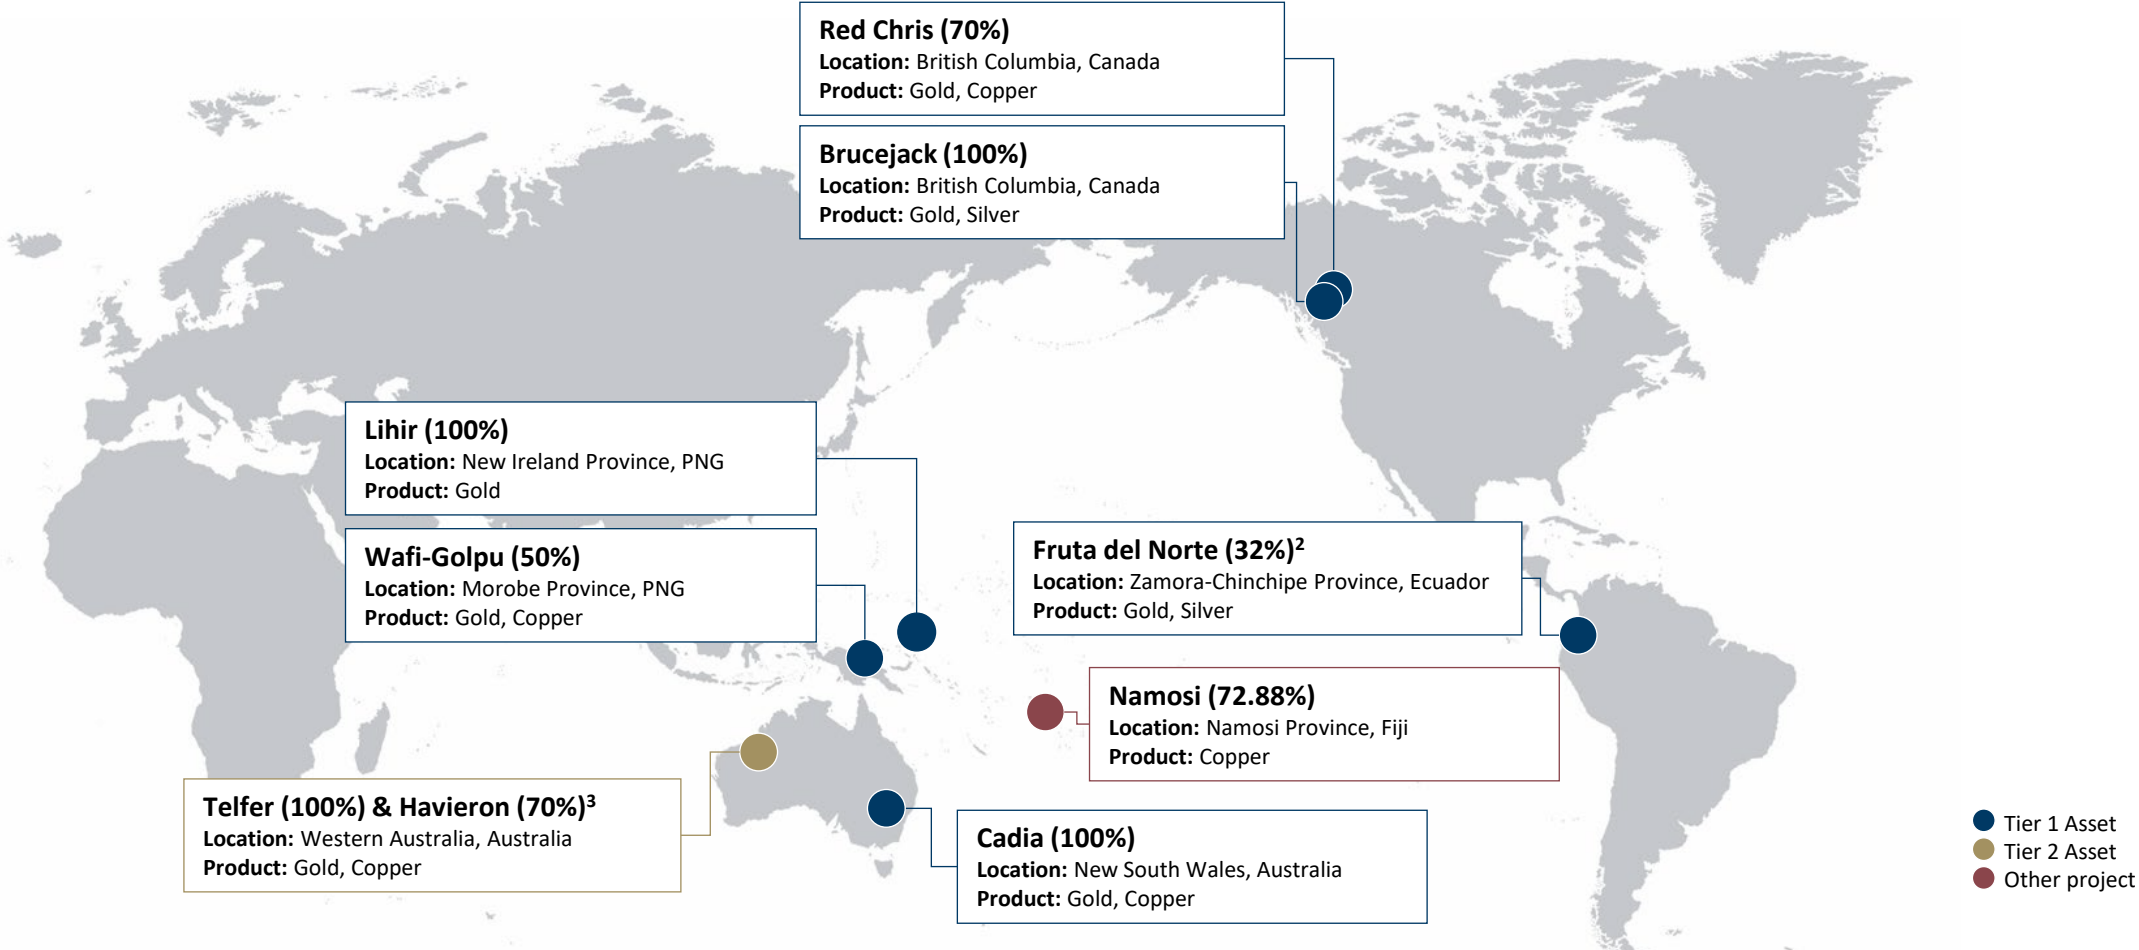 Red Chris (70%)
Location: British Columbia, Canada
Product: Gold, Copper
Brucejack (100%)
Location: British Columbia, Canada
Product: Gold, Silver
Lihir (100%)
Location: New Ireland Province, PNG
Product: Gold
Wafi-Golpu (50%)
Location: Morobe Province, PNG
Product: Gold, Copper
Fruta del Norte (32%)²
Location: Zamora-Chinchipe Province, Ecuador
Product: Gold, Silver
Namosi (72.88%)
Location: Namosi Province, Fiji
Product: Copper
Telfer (100%) & Havieron (70%)³
Location: Western Australia, Australia
Product: Gold, Copper
Cadia (100%)
Location: New South Wales, Australia
Product: Gold, Copper
Tier 1 Asset
Tier 2 Asset
Other project